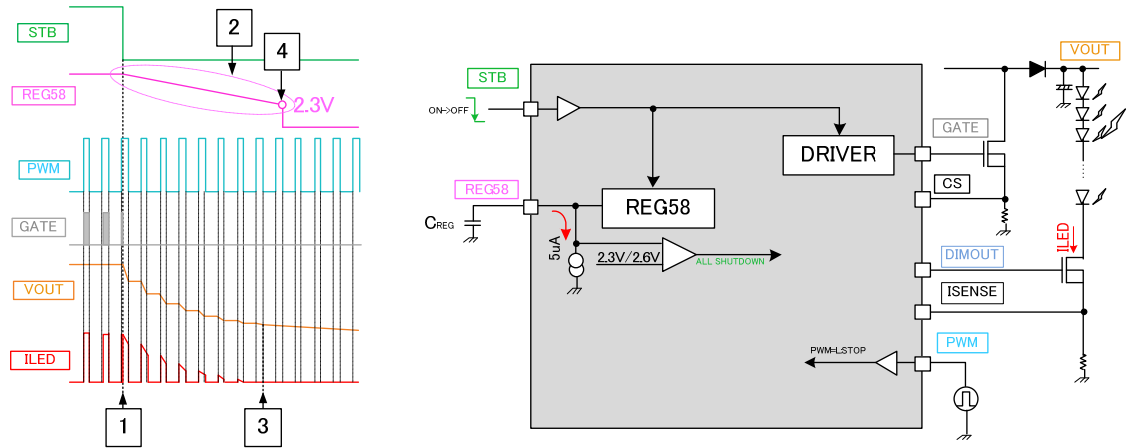 STB
2
4
REG58
2.3V
PWM
GATE
VOUT
ILED
1
3
STB
ON->OFF
REG58
CREG
5uA
2.3V/2.6V
REG58
ALL SHUTDOWN
DRIVER
PWM=L:STOP
VOUT
GATE
CS
ILED
DIMOUT
ISENSE
PWM